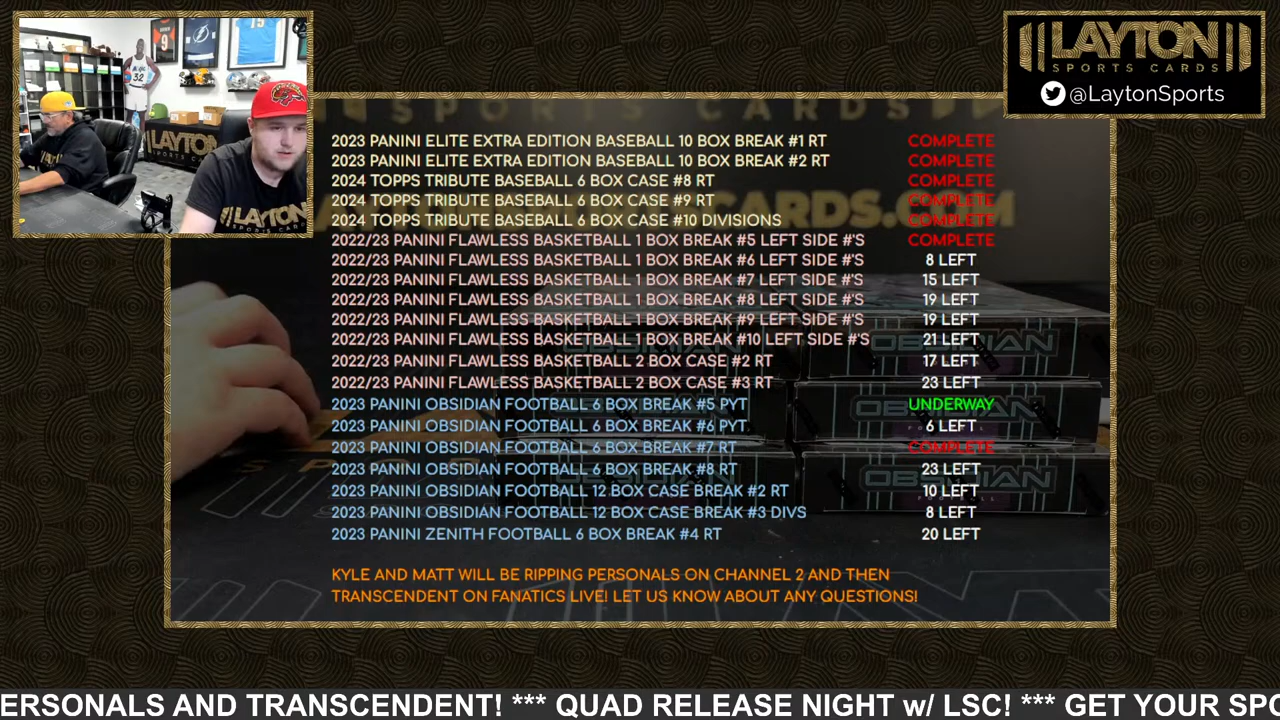 LAYTON
SPORTS CARDS
@LaytonSports
2023 PANINI ELITE EXTRA EDITION BASEBALL 10 BOX BREAK #1 RT COMPLETE
2023 PANINI ELITE EXTRA EDITION BASEBALL 10 BOX BREAK #2 RT COMPLETE
2024 TOPPS TRIBUTE BASEBALL 6 BOX CASE #8 RT COMPLETE
2024 TOPPS TRIBUTE BASEBALL 6 BOX CASE #9 RT COMPLETE
2024 TOPPS TRIBUTE BASEBALL 6 BOX CASE #10 DIVISIONS COMPLETE
2022/23 PANINI FLAWLESS BASKETBALL 1 BOX BREAK #5 LEFT SIDE #'S COMPLETE
2022/23 PANINI FLAWLESS BASKETBALL 1 BOX BREAK #6 LEFT SIDE #'S 8 LEFT
2022/23 PANINI FLAWLESS BASKETBALL 1 BOX BREAK #7 LEFT SIDE #'S 15 LEFT
2022/23 PANINI FLAWLESS BASKETBALL 1 BOX BREAK #8 LEFT SIDE #'S 19 LEFT
2022/23 PANINI FLAWLESS BASKETBALL 1 BOX BREAK #9 LEFT SIDE #'S 19 LEFT
2022/23 PANINI FLAWLESS BASKETBALL 1 BOX BREAK #10 LEFT SIDE #'S 21 LEFT
2022/23 PANINI FLAWLESS BASKETBALL 2 BOX CASE #2 RT 17 LEFT
2022/23 PANINI FLAWLESS BASKETBALL 2 BOX CASE #3 RT 23 LEFT
2023 PANINI OBSIDIAN FOOTBALL 6 BOX BREAK #5 PYT UNDERWAY
2023 PANINI OBSIDIAN FOOTBALL 6 BOX BREAK #6 PYT 6 LEFT
2023 PANINI OBSIDIAN FOOTBALL 6 BOX BREAK #7 RT COMPLETE
2023 PANINI OBSIDIAN FOOTBALL 6 BOX BREAK #8 RT 23 LEFT
2023 PANINI OBSIDIAN FOOTBALL 12 BOX CASE BREAK #2 RT 10 LEFT
2023 PANINI OBSIDIAN FOOTBALL 12 BOX CASE BREAK #3 DIVS 8 LEFT
2023 PANINI ZENITH FOOTBALL 6 BOX BREAK #4 RT 20 LEFT
KYLE AND MATT WILL BE RIPPING PERSONALS ON CHANNEL 2 AND THEN
TRANSCENDENT ON FANATICS LIVE! LET US KNOW ABOUT ANY QUESTIONS!
ERSONALS AND TRANSCENDENT! *** QUAD RELEASE NIGHT w/ LSC! *** GET YOUR SPO